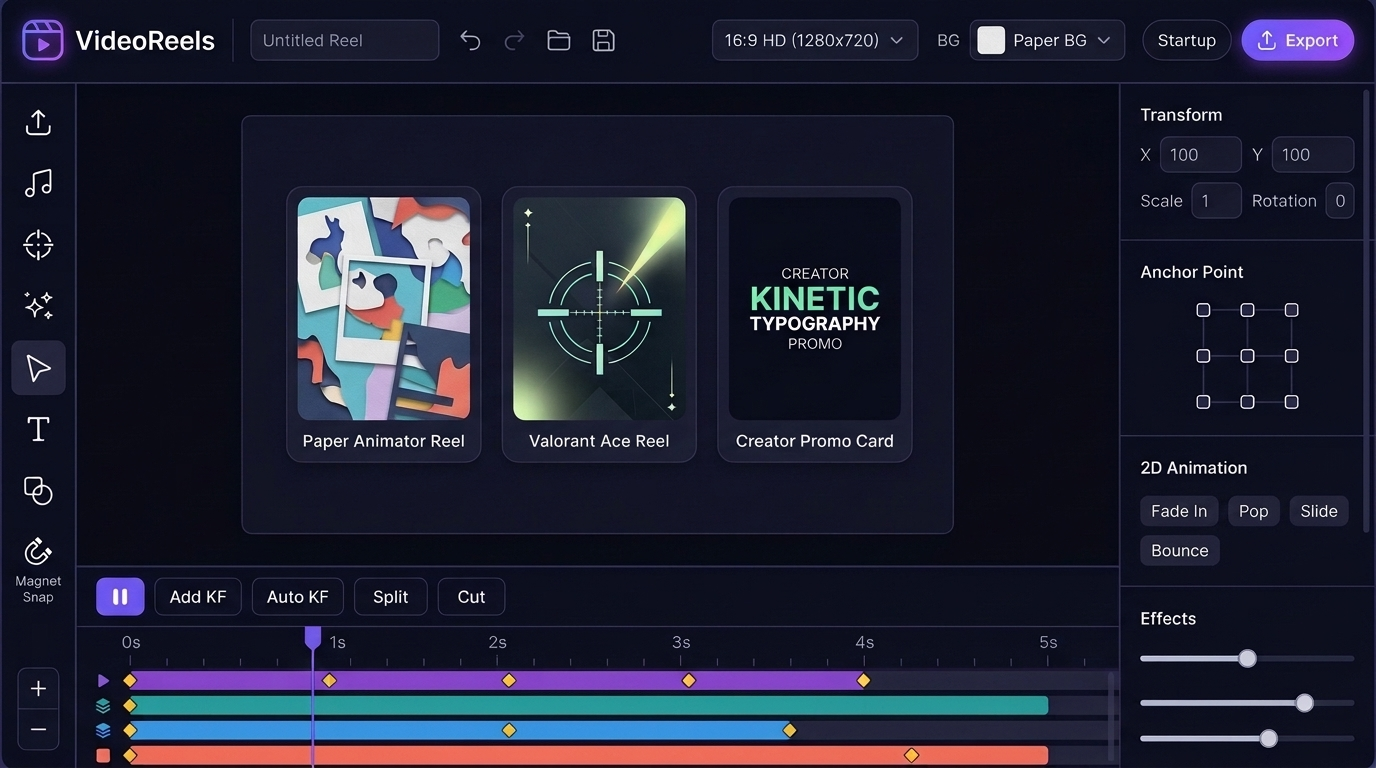 VideoReels
Untitled Reel
16:9 HD (1280x720)
BG
Paper BG
Startup
Export
Magnet
Snap
CREATOR
KINETIC
TYPOGRAPHY
PROMO
Paper Animator Reel
Valorant Ace Reel
Creator Promo Card
Transform
X 100 Y 100
Scale 1 Rotation 0
Anchor Point
2D Animation
Fade In Pop Slide
Bounce
Effects
Add KF Auto KF Split Cut
0s 1s 2s 3s 4s 5s